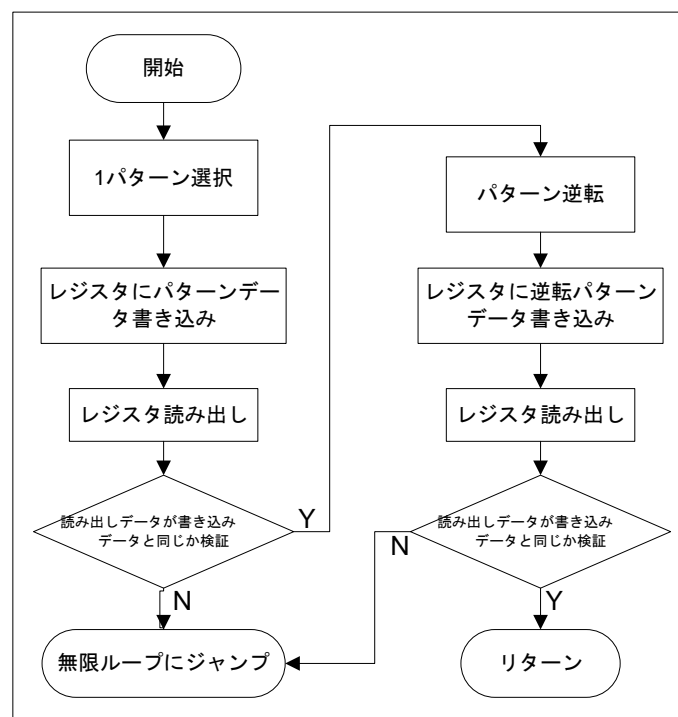 開始
1パターン選択
レジスタにパターンデー
タ書き込み
レジスタ読み出し
読み出しデータが書き込み
データと同じか検証
Y
N
無限ループにジャンプ
パターン逆転
レジスタに逆転パターン
データ書き込み
レジスタ読み出し
読み出しデータが書き込み
データと同じか検証
N
Y
リターン